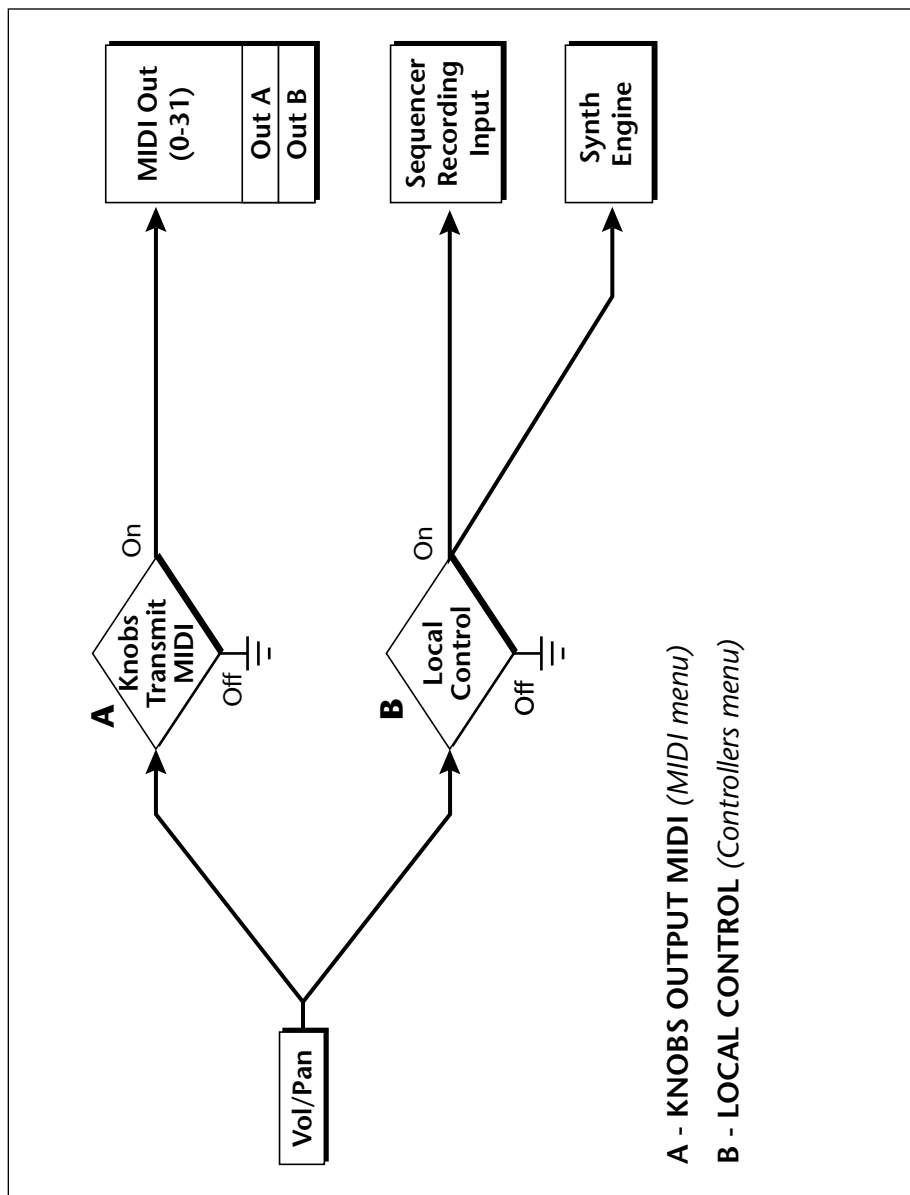 Vol/Pan
A
Knobs
Transmit
MIDI
On
Off
MIDI Out
(0-31)
Out A
Out B
B
Local
Control
On
Off
Sequencer
Recording
Input
Synth
Engine
A - KNOBS OUTPUT MIDI (MIDI menu)
B - LOCAL CONTROL (Controllers menu)